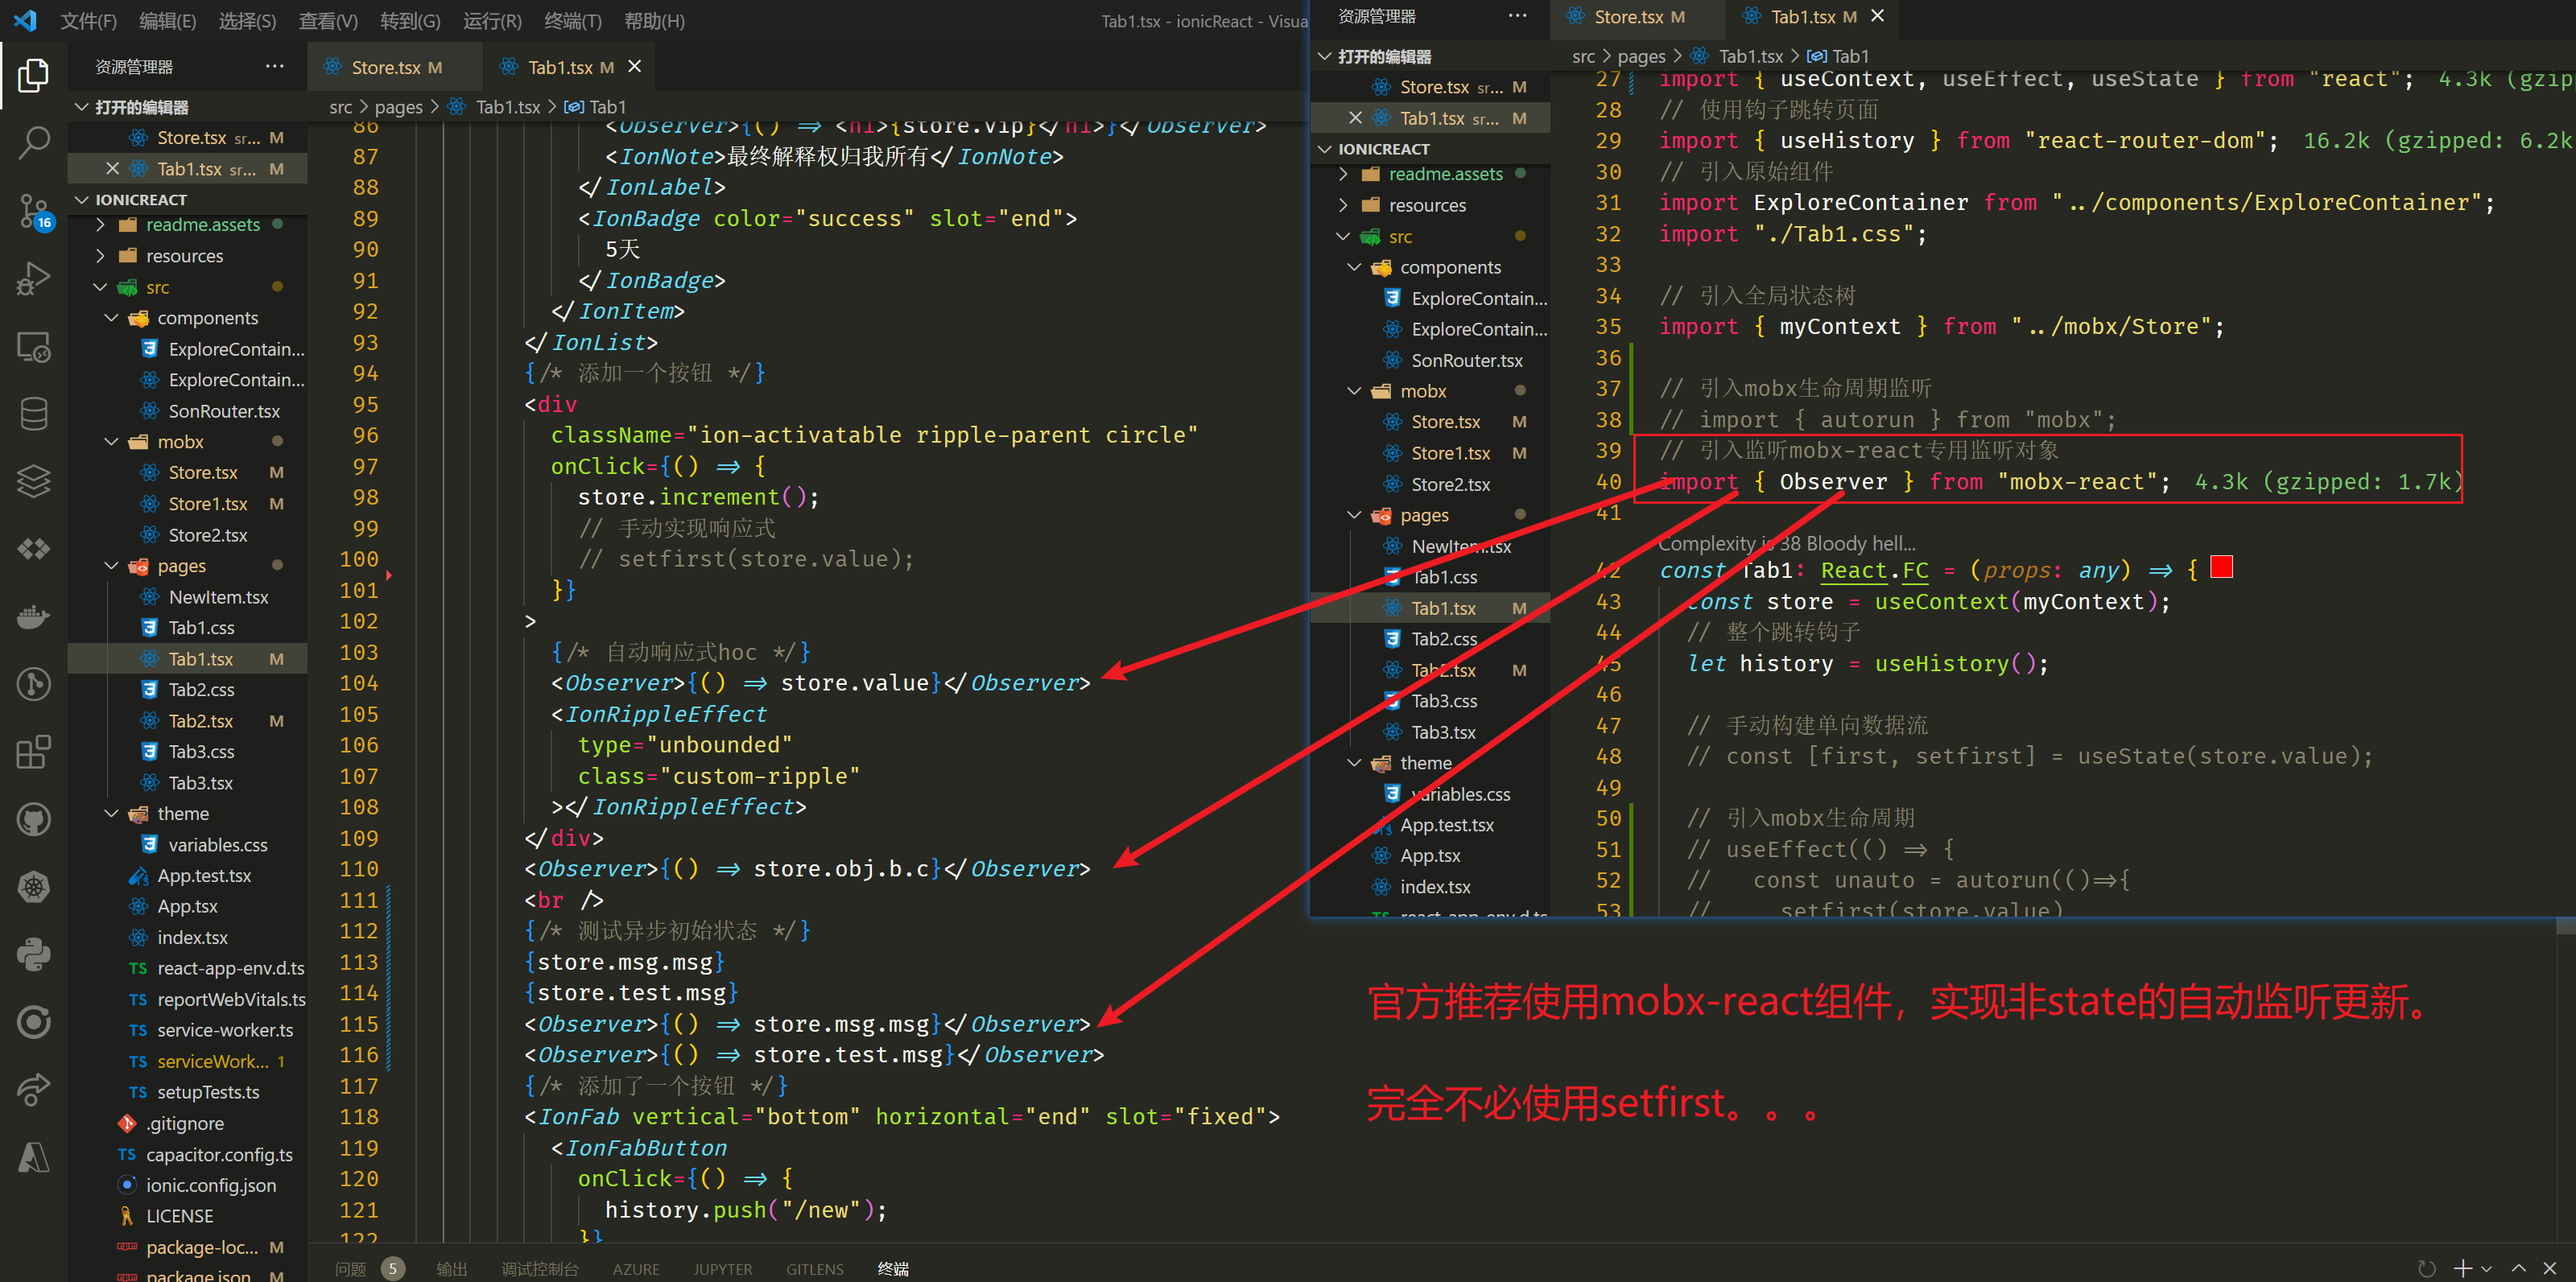 文件(F) 编辑(E) 选择(S) 查看(V) 转到(G) 运行(R) 终端(T) 帮助(H)
Tab1.tsx - ionicReact - Visua
资源管理器 ···
Store.tsx M
Tab1.tsx M
打开的编辑器
Store.tsx sr... M
Tab1.tsx sr... M
IONICREACT
readme.assets
resources
src
components
ExploreContain...
ExploreContain...
SonRouter.tsx
mobx
Store.tsx M
Store1.tsx M
Store2.tsx
pages
NewItem.tsx
Tab1.css
Tab1.tsx M
Tab2.css
Tab2.tsx M
Tab3.css
Tab3.tsx
theme
variables.css
App.test.tsx
App.tsx
index.tsx
TS react-app-env.d.ts
TS reportWebVitals.ts
TS service-worker.ts
TS serviceWork... 1
TS setupTests.ts
.gitignore
TS capacitor.config.ts
ionic.config.json
LICENSE
package-loc... M
package.json M
16
src > pages > Tab1.tsx > Tab1
86 <Observer>{() => <h1>{store.vip}</h1>}</Observer>
87 <IonNote>最终解释权归我所有</IonNote>
88 </IonLabel>
89 <IonBadge color="success" slot="end">
90 5天
91 </IonBadge>
92 </IonItem>
93 </IonList>
94 {/* 添加一个按钮 */}
95 <div
96 className="ion-activatable ripple-parent circle"
97 onClick={() => {
98 store.increment();
99 // 手动实现响应式
100 // setfirst(store.value);
101 }}
102 >
103 {/* 自动响应式hoc */}
104 <Observer>{() => store.value}</Observer>
105 <IonRippleEffect
106 type="unbounded"
107 class="custom-ripple"
108 ></IonRippleEffect>
109 </div>
110 <Observer>{() => store.obj.b.c}</Observer>
111 <br />
112 {/* 测试异步初始状态 */}
113 {store.msg.msg}
114 {store.test.msg}
115 <Observer>{() => store.msg.msg}</Observer>
116 <Observer>{() => store.test.msg}</Observer>
117 {/* 添加了一个按钮 */}
118 <IonFab vertical="bottom" horizontal="end" slot="fixed">
119 <IonFabButton
120 onClick={() => {
121 history.push("/new");
122 }}
问题 5 输出 调试控制台 AZURE JUPYTER GITLENS 终端
资源管理器 ···
Store.tsx M
Tab1.tsx M
打开的编辑器
Store.tsx sr... M
Tab1.tsx sr... M
IONICREACT
readme.assets
resources
src
components
ExploreContain...
ExploreContain...
SonRouter.tsx
mobx
Store.tsx M
Store1.tsx M
Store2.tsx
pages
NewItem.tsx
Tab1.css
Tab1.tsx M
Tab2.css
Tab2.tsx M
Tab3.css
Tab3.tsx
theme
variables.css
App.test.tsx
App.tsx
index.tsx
TS react-app-env.d.ts
src > pages > Tab1.tsx > Tab1
27 import { useContext, useEffect, useState } from "react"; 4.3k (gzipp
28 // 使用钩子跳转页面
29 import { useHistory } from "react-router-dom"; 16.2k (gzipped: 6.2k
30 // 引入原始组件
31 import ExploreContainer from "../components/ExploreContainer";
32 import "./Tab1.css";
33
34 // 引入全局状态树
35 import { myContext } from "../mobx/Store";
36
37 // 引入mobx生命周期监听
38 // import { autorun } from "mobx";
39 // 引入监听mobx-react专用监听对象
40 import { Observer } from "mobx-react"; 4.3k (gzipped: 1.7k)
41
Complexity is 38 Bloody hell...
42 const Tab1: React.FC = (props: any) => {
43 const store = useContext(myContext);
44 // 整个跳转钩子
45 let history = useHistory();
46
47 // 手动构建单向数据流
48 // const [first, setfirst] = useState(store.value);
49
50 // 引入mobx生命周期
51 // useEffect(() => {
52 // const unauto = autorun(()=>{
53 // setfirst(store.value)
官方推荐使用mobx-react组件，实现非state的自动监听更新。
完全不必使用setfirst。。。